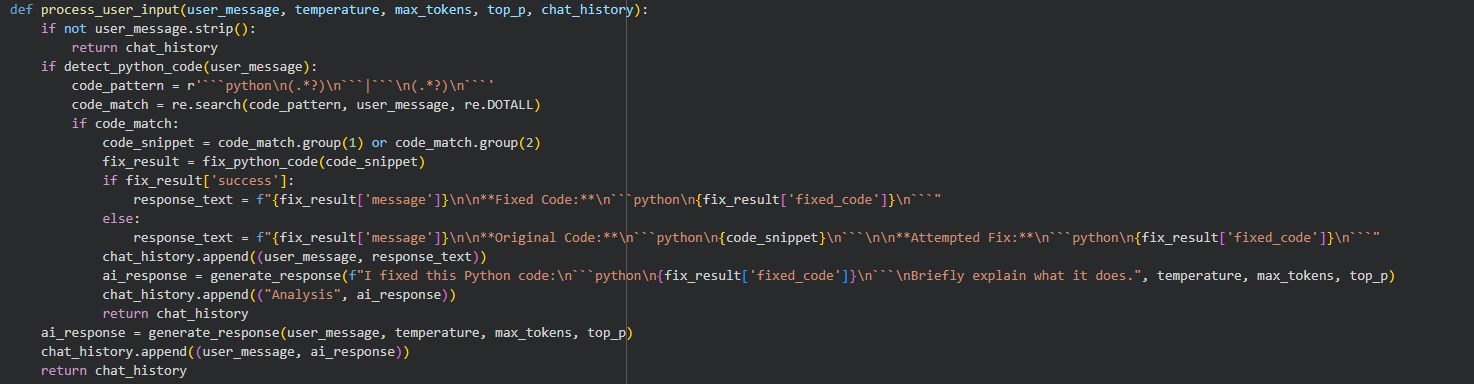 def process_user_input(user_message, temperature, max_tokens, top_p, chat_history):
    if not user_message.strip():
        return chat_history
    if detect_python_code(user_message):
        code_pattern = r'```python\n(.*?)\n```|```\n(.*?)\n```'
        code_match = re.search(code_pattern, user_message, re.DOTALL)
        if code_match:
            code_snippet = code_match.group(1) or code_match.group(2)
            fix_result = fix_python_code(code_snippet)
            if fix_result['success']:
                response_text = f"{fix_result['message']}\n\n**Fixed Code:**\n```python\n{fix_result['fixed_code']}\n```"
            else:
                response_text = f"{fix_result['message']}\n\n**Original Code:**\n```python\n{code_snippet}\n```\n\n**Attempted Fix:**\n```python\n{fix_result['fixed_code']}\n```"
            chat_history.append((user_message, response_text))
            ai_response = generate_response(f"I fixed this Python code:\n```python\n{fix_result['fixed_code']}\n```\nBriefly explain what it does.", temperature, max_tokens, top_p)
            chat_history.append(("Analysis", ai_response))
            return chat_history
    ai_response = generate_response(user_message, temperature, max_tokens, top_p)
    chat_history.append((user_message, ai_response))
    return chat_history